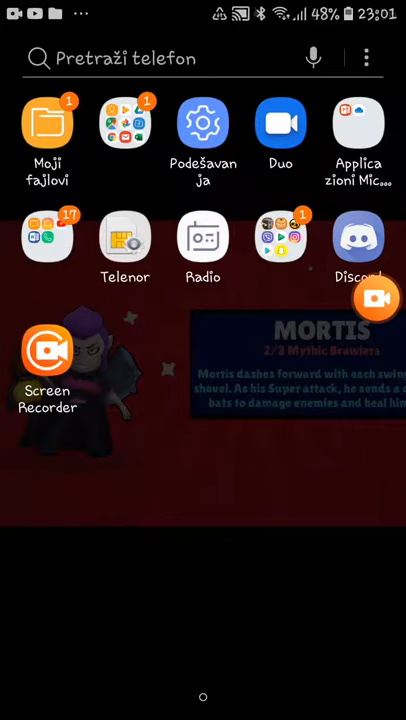 48% 23:01
Pretraži telefon
1
1
Moji
fajlovi
Podešavan
ja
Duo
Applica
zioni Mic...
17
1
Telenor
Radio
Discord
MORTIS
2/3 Mythic Brawlers
Mortis dashes forward with each swing
shovel. As his Super attack, he sends a
bats to damage enemies and heal him
Screen
Recorder